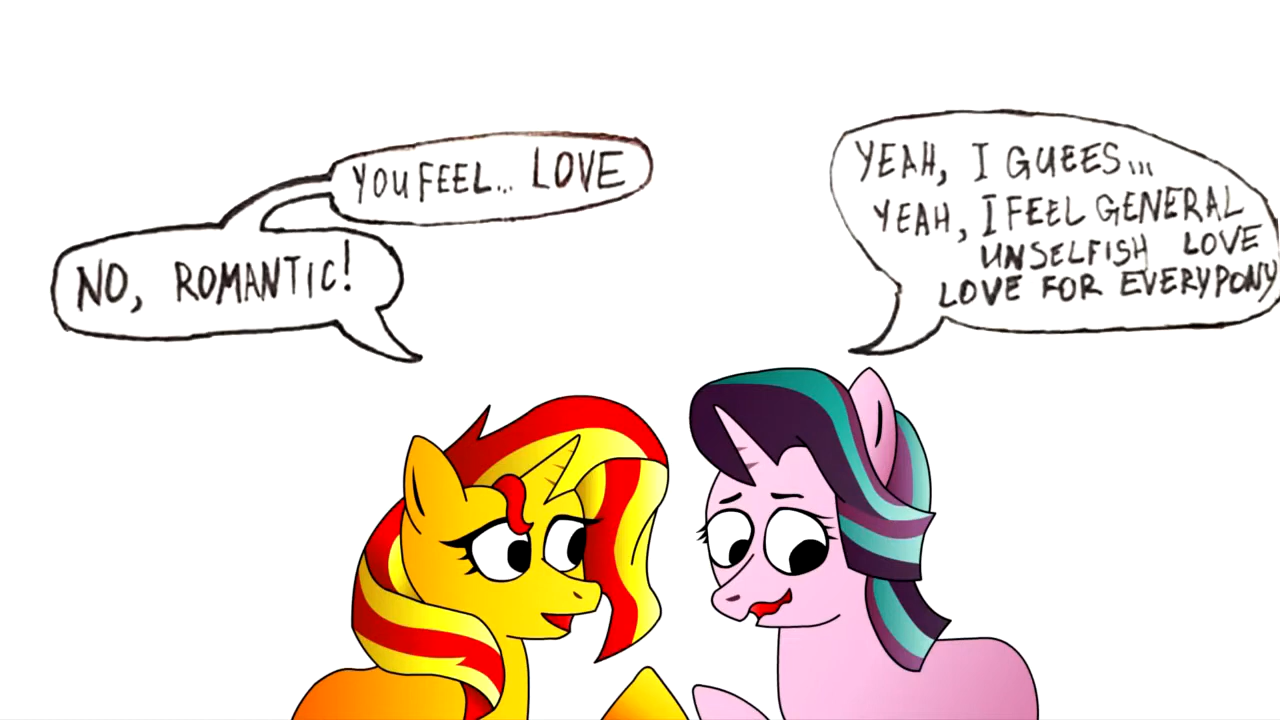 YOU FEEL... LOVE
YEAH, I GUEES...
YEAH, I FEEL GENERAL
UNSELFISH LOVE
LOVE FOR EVERYPONY
NO, ROMANTIC!